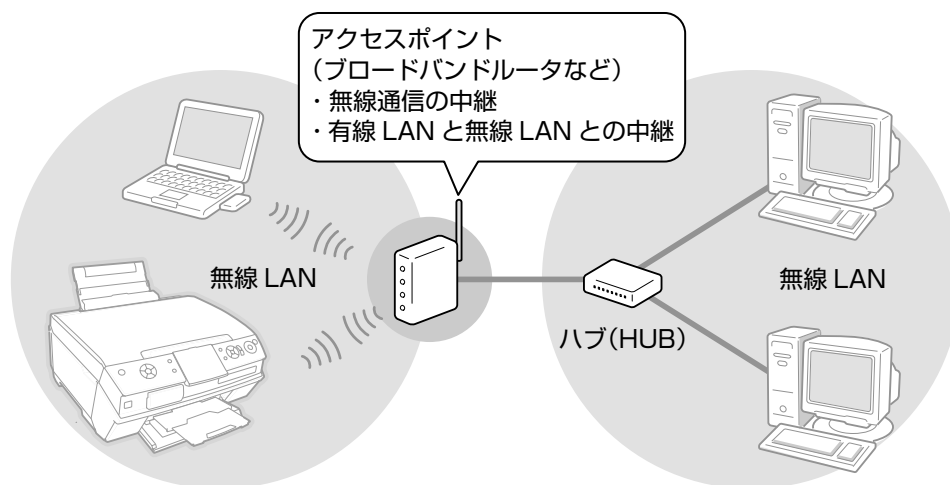 アクセスポイント
（ブロードバンドルータなど）
・無線通信の中継
・有線 LAN と無線 LAN との中継
無線 LAN
無線 LAN
ハブ（HUB）